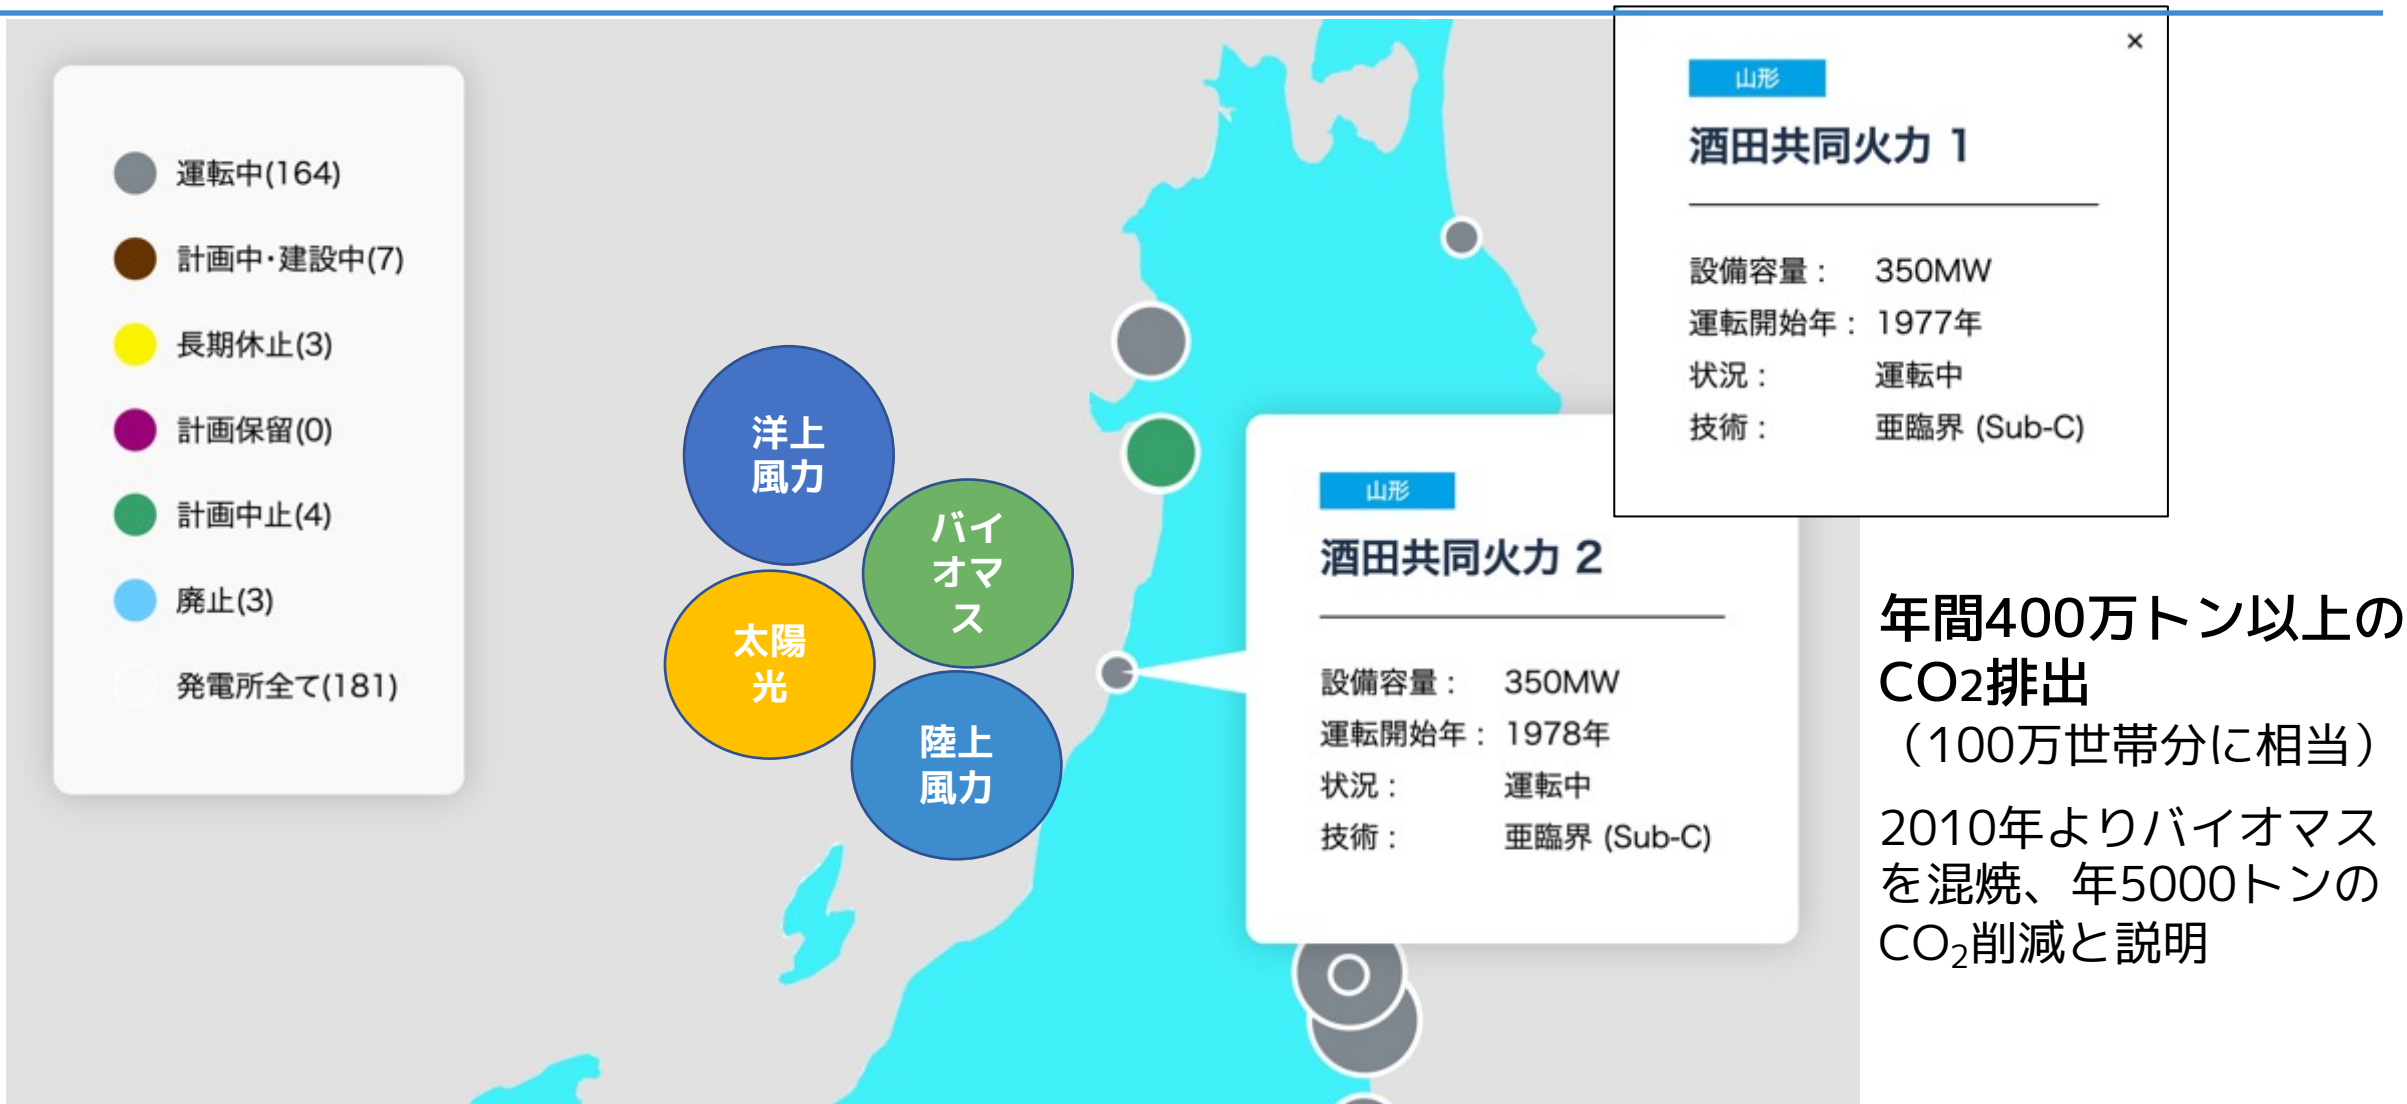 運転中(164)
計画中･建設中(7)
長期休止(3)
計画保留(0)
計画中止(4)
廃止(3)
発電所全て(181)
洋上
風力
バイ
オマ
ス
太陽
光
陸上
風力
×
山形
酒田共同火力 1
設備容量： 350MW
運転開始年： 1977年
状況： 運転中
技術： 亜臨界 (Sub-C)
山形
酒田共同火力 2
設備容量： 350MW
運転開始年： 1978年
状況： 運転中
技術： 亜臨界 (Sub-C)
年間400万トン以上の
CO2排出
（100万世帯分に相当）
2010年よりバイオマス
を混焼、年5000トンの
CO₂削減と説明